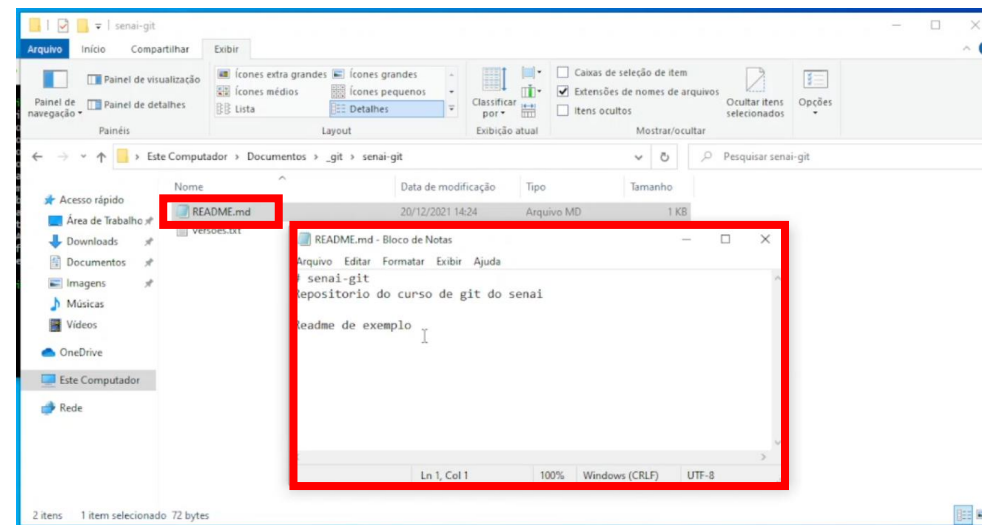 senai-git
Arquivo Início Compartilhar Exibir
Painel de navegação
Painel de visualização
Painel de detalhes
Painéis
Ícones extra grandes Ícones grandes
Ícones médios Ícones pequenos
Lista Detalhes
Layout
Classificar por
Exibição atual
Caixas de seleção de item
Extensões de nomes de arquivos
Itens ocultos
Ocultar itens selecionados
Mostrar/ocultar
Opções
Este Computador > Documentos > _git > senai-git
Pesquisar senai-git
Nome Data de modificação Tipo Tamanho
README.md 20/12/2021 14:24 Arquivo MD 1 KB
versoes.txt
Acesso rápido
Área de Trabalho
Downloads
Documentos
Imagens
Músicas
Vídeos
OneDrive
Este Computador
Rede
README.md - Bloco de Notas
Arquivo Editar Formatar Exibir Ajuda
# senai-git
Repositorio do curso de git do senai
Readme de exemplo
Ln 1, Col 1 100% Windows (CRLF) UTF-8
2 itens 1 item selecionado 72 bytes